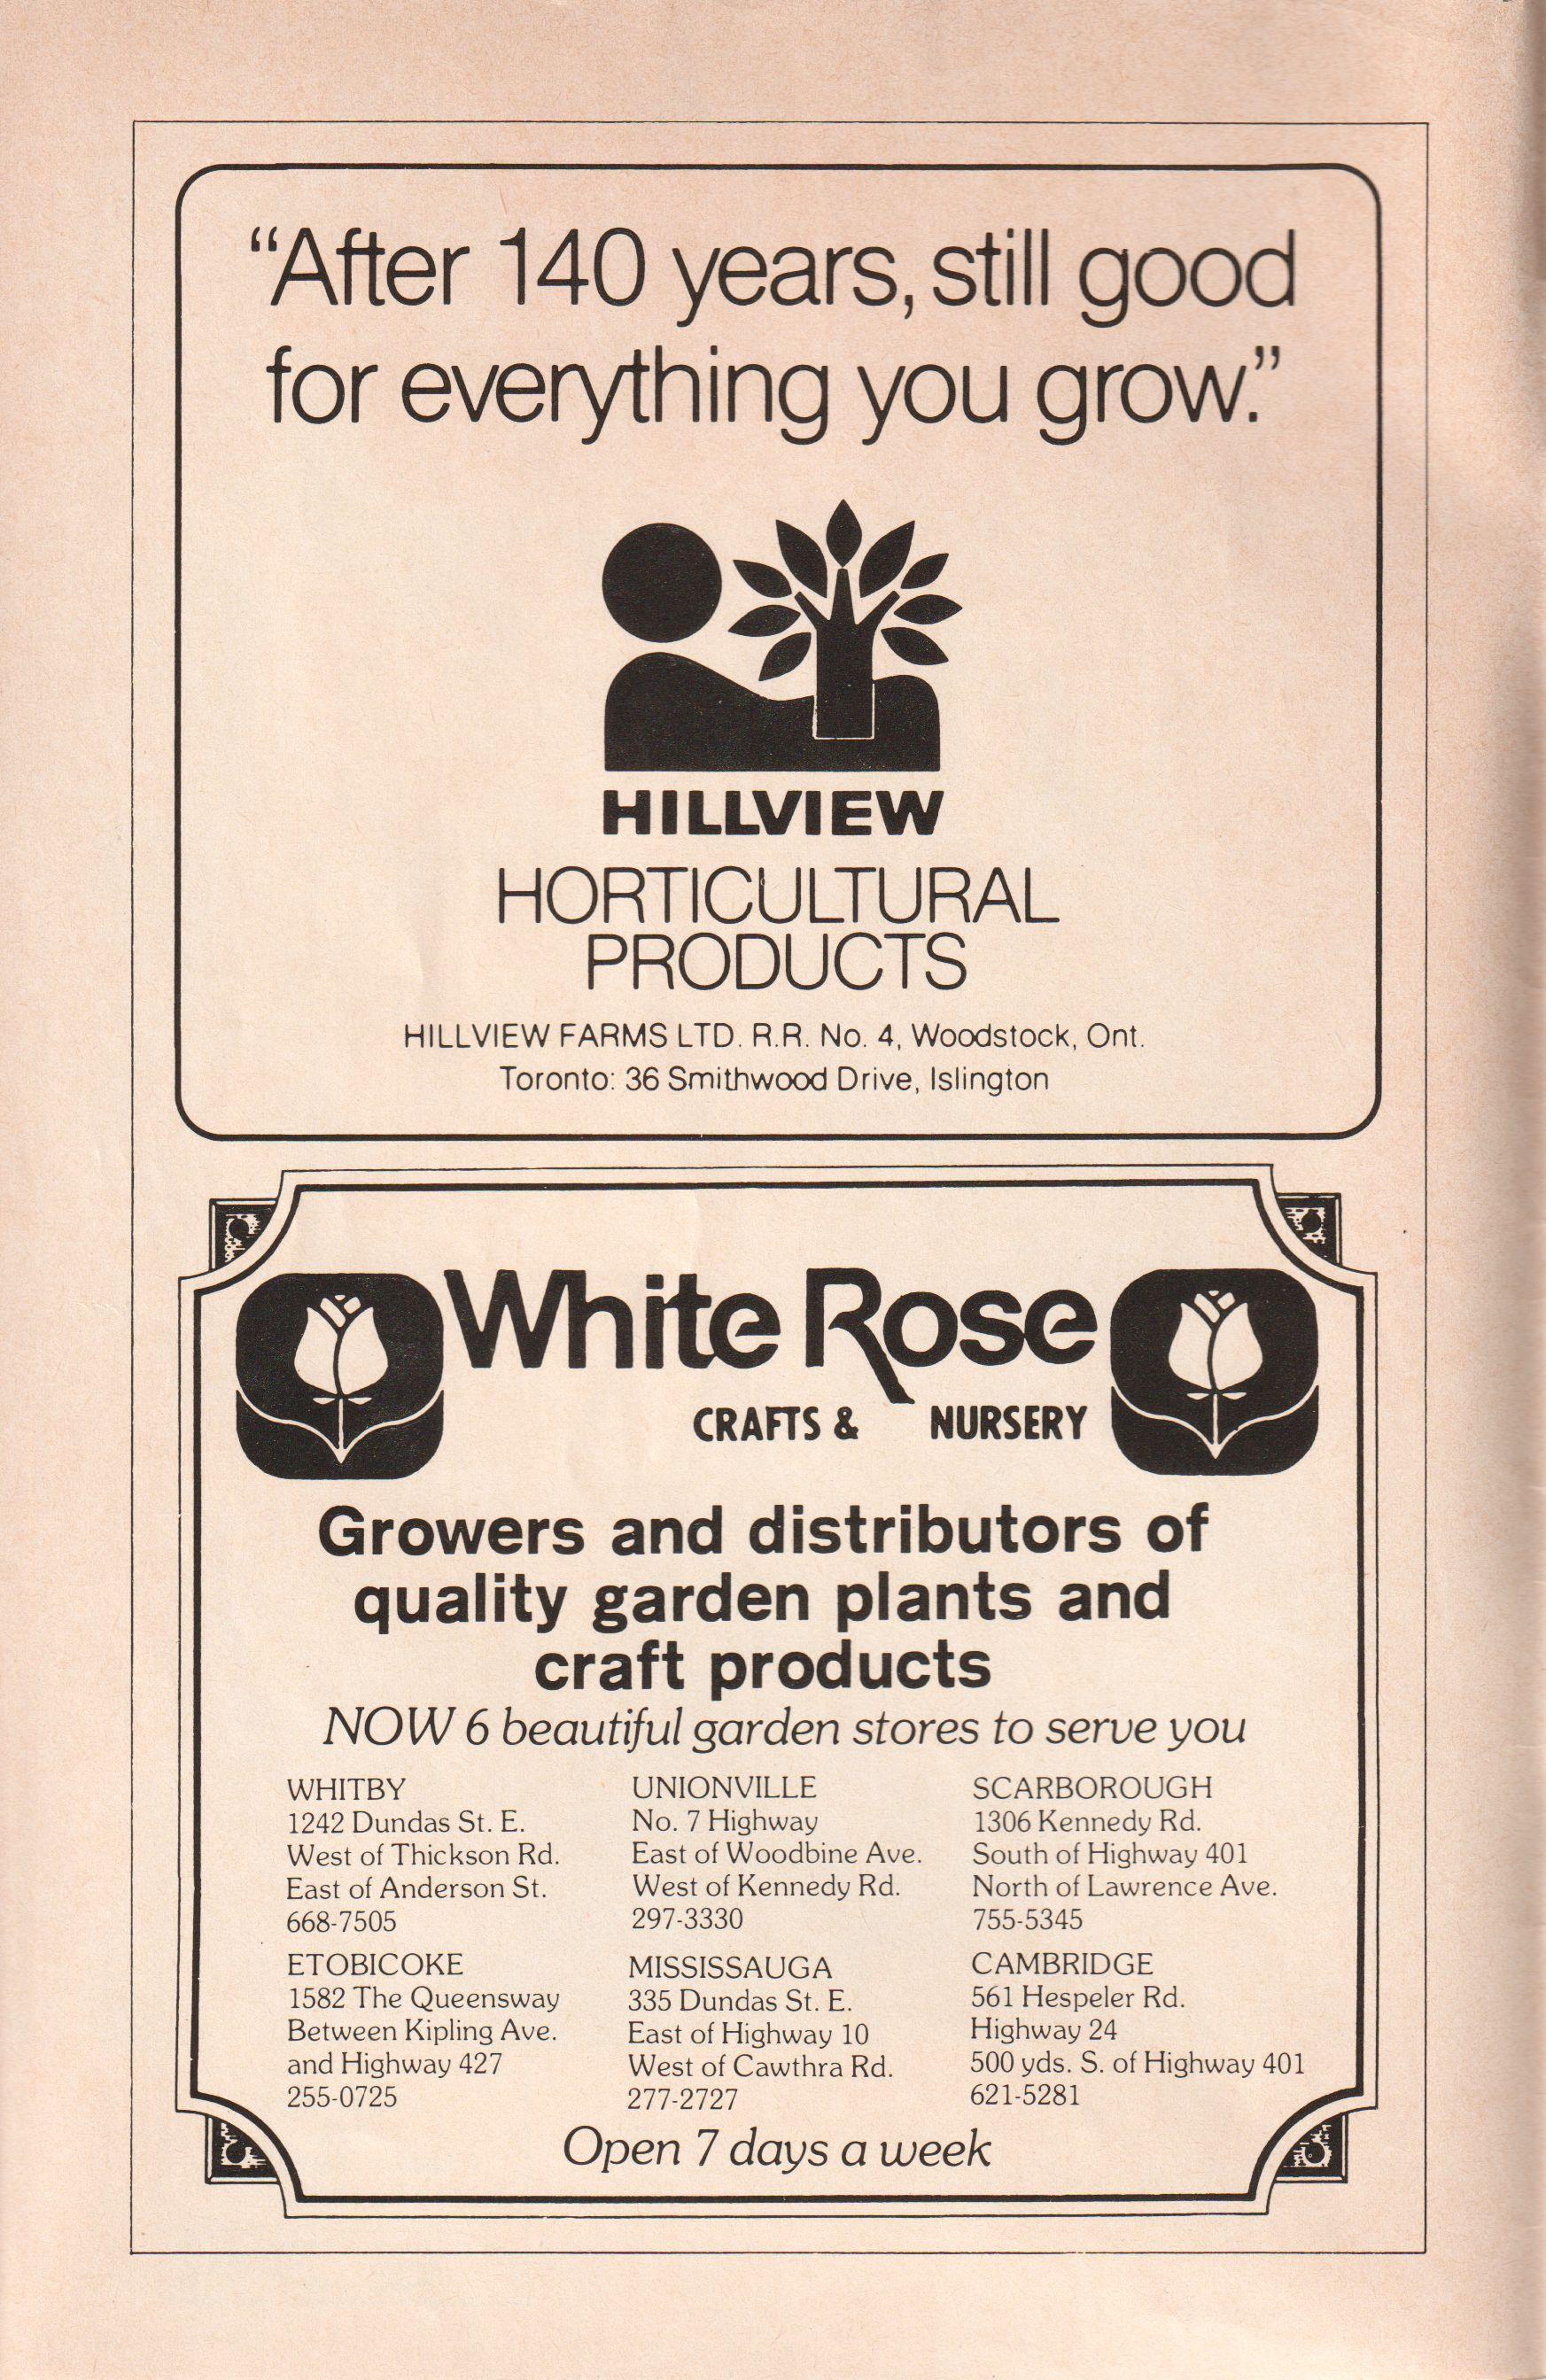 “After 140 years, still good
for everything you grow.”
HILLVIEW
HORTICULTURAL
PRODUCTS
HILLVIEW FARMS LTD. R.R. No. 4, Woodstock, Ont.
Toronto: 36 Smithwood Drive, Islington
White Rose
CRAFTS & NURSERY
Growers and distributors of
quality garden plants and
craft products
NOW 6 beautiful garden stores to serve you
WHITBY
1242 Dundas St. E.
West of Thickson Rd.
East of Anderson St.
668-7505
UNIONVILLE
No. 7 Highway
East of Woodbine Ave.
West of Kennedy Rd.
297-3330
SCARBOROUGH
1306 Kennedy Rd.
South of Highway 401
North of Lawrence Ave.
755-5345
ETOBICOKE
1582 The Queensway
Between Kipling Ave.
and Highway 427
255-0725
MISSISSAUGA
335 Dundas St. E.
East of Highway 10
West of Cawthra Rd.
277-2727
CAMBRIDGE
561 Hespeler Rd.
Highway 24
500 yds. S. of Highway 401
621-5281
Open 7 days a week